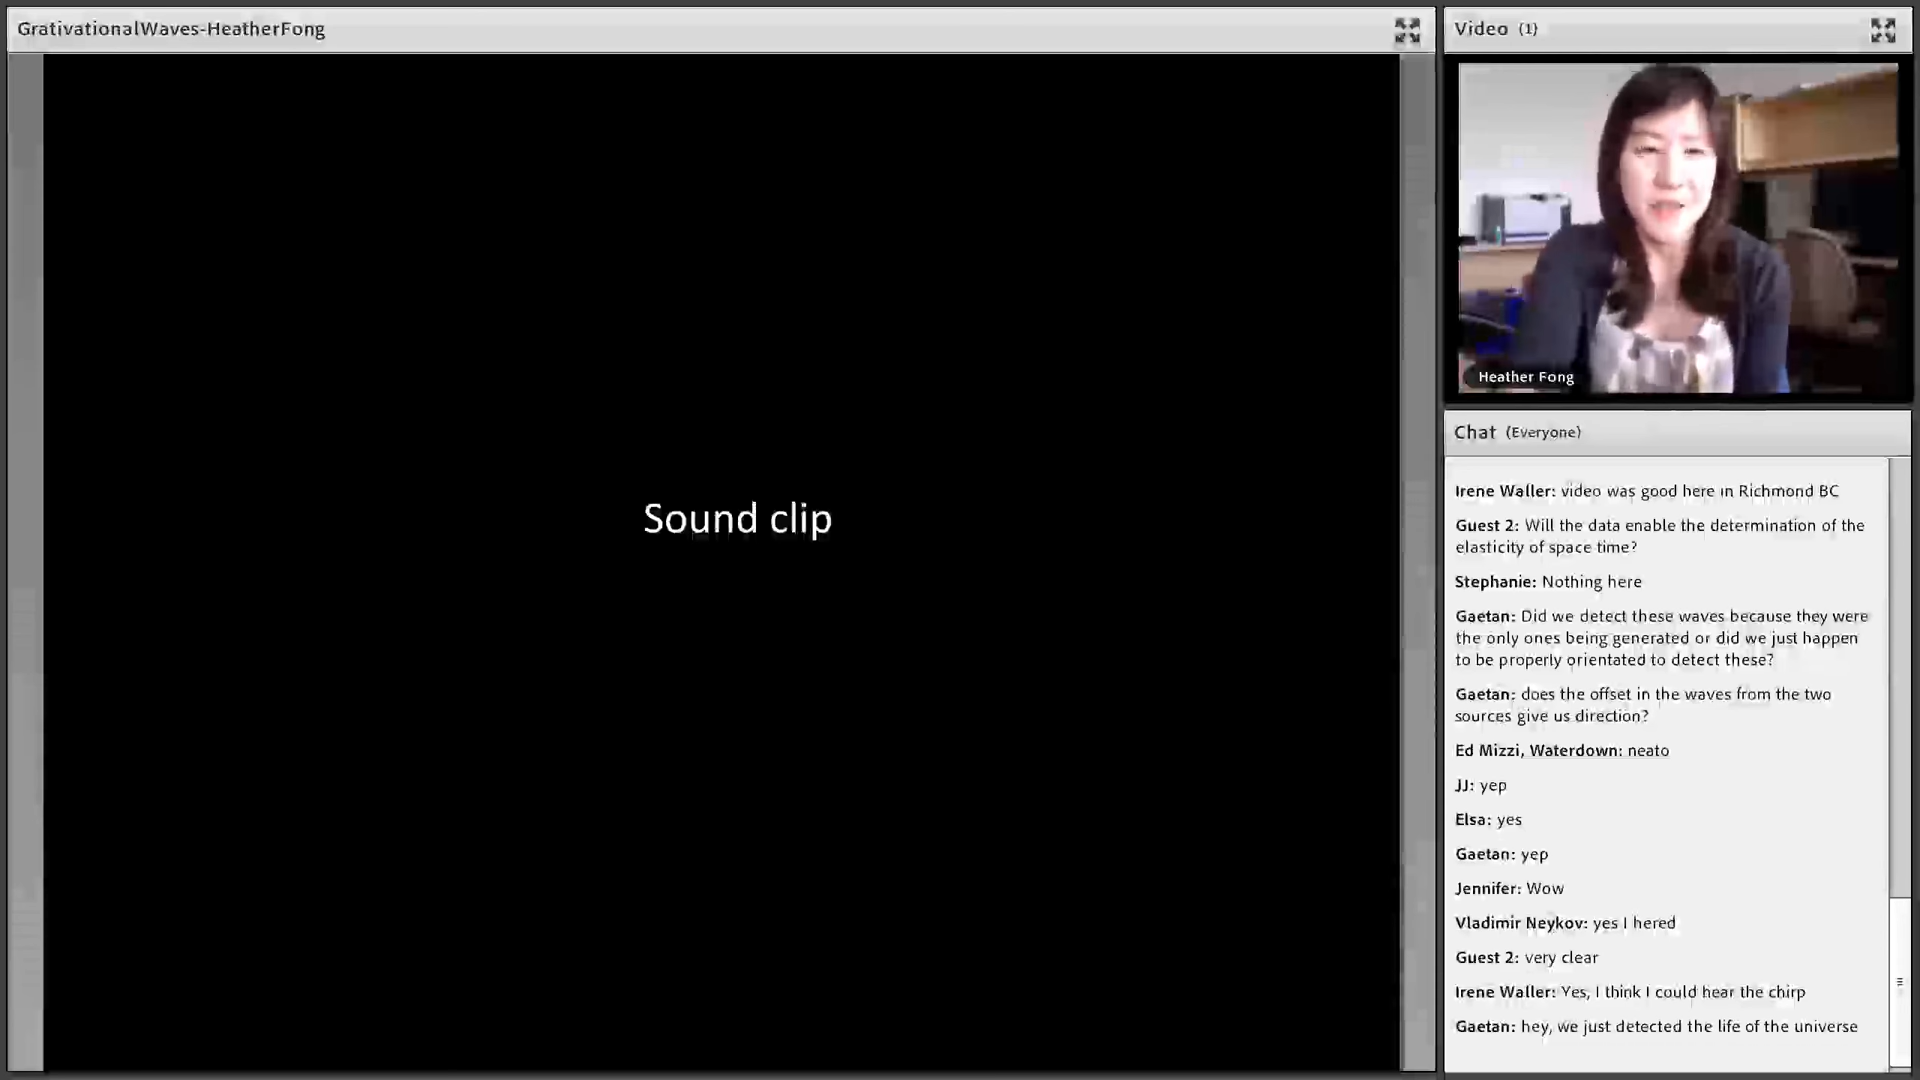 GrativationalWaves-HeatherFong
Sound clip
Video (1)
Heather Fong
Chat (Everyone)
Irene Waller: video was good here in Richmond BC
Guest 2: Will the data enable the determination of the
elasticity of space time?
Stephanie: Nothing here
Gaetan: Did we detect these waves because they were
the only ones being generated or did we just happen
to be properly orientated to detect these?
Gaetan: does the offset in the waves from the two
sources give us direction?
Ed Mizzi, Waterdown: neato
JJ: yep
Elsa: yes
Gaetan: yep
Jennifer: Wow
Vladimir Neykov: yes I hered
Guest 2: very clear
Irene Waller: Yes, I think I could hear the chirp
Gaetan: hey, we just detected the life of the universe